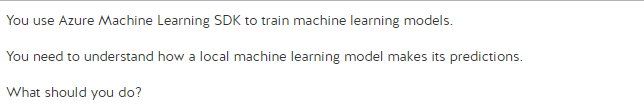 You use Azure Machine Learning SDK to train machine learning models.
You need to understand how a local machine learning model makes its predictions.
What should you do?